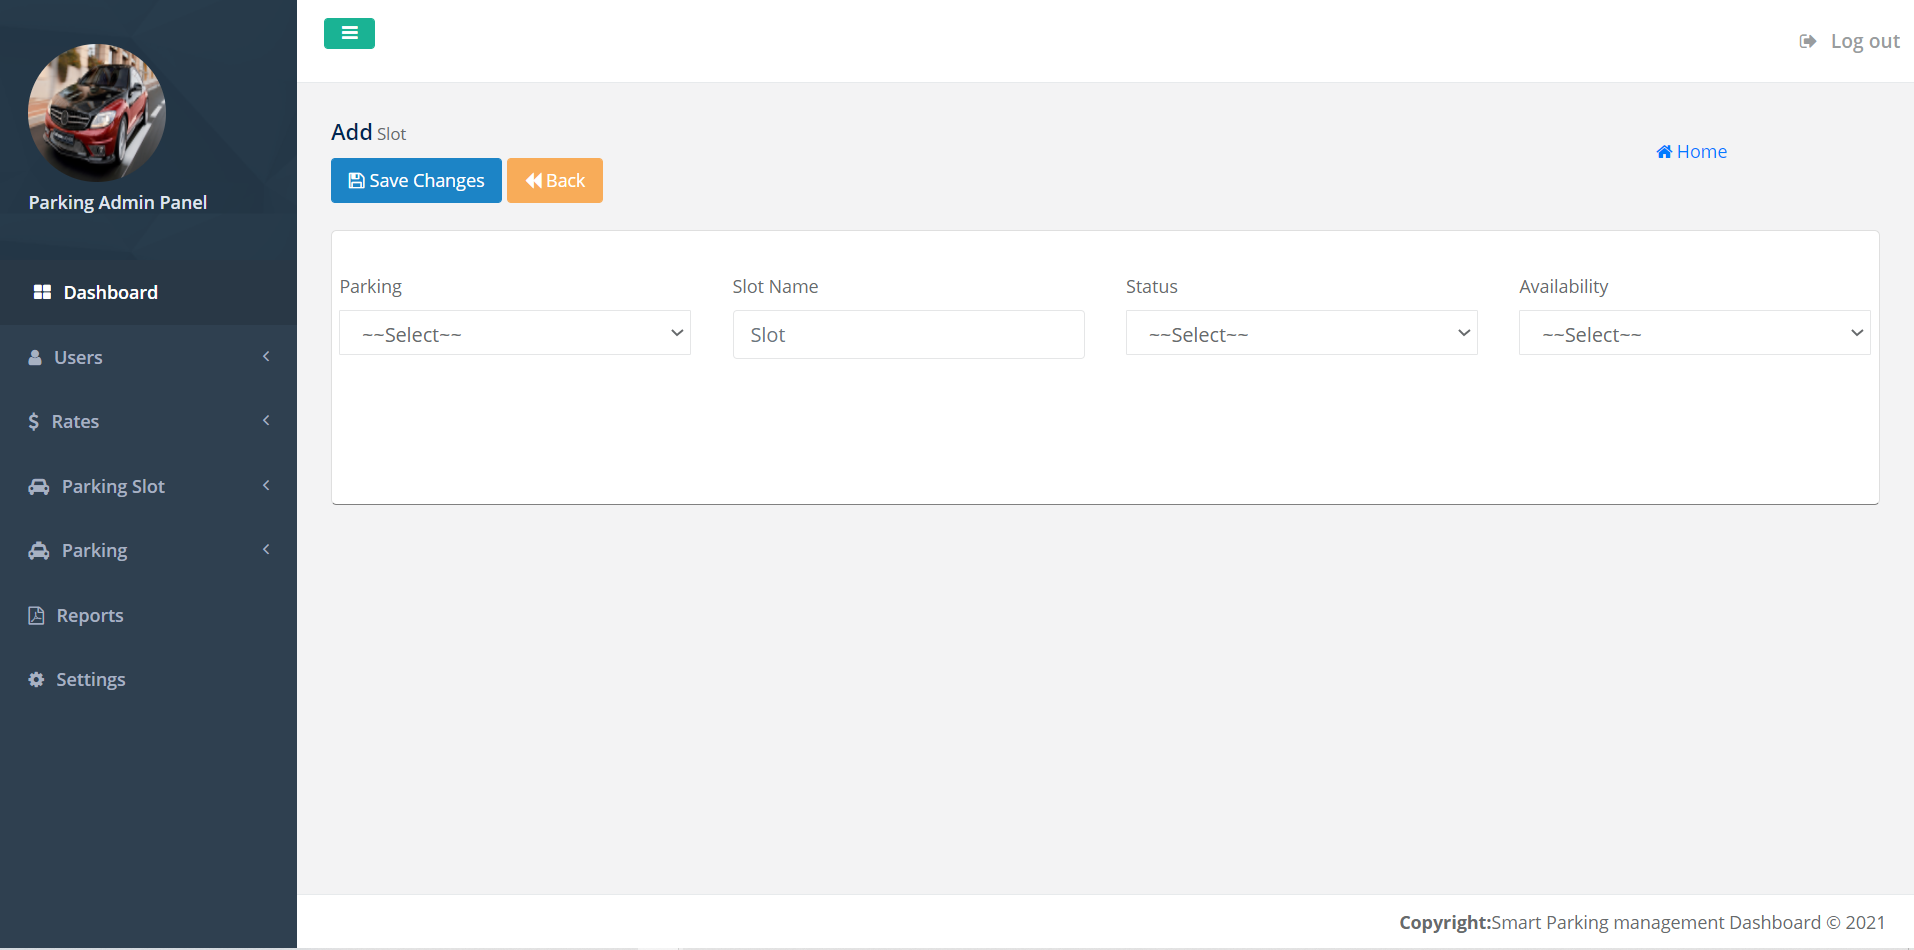 Log out
Parking Admin Panel
Dashboard
Users
Rates
Parking Slot
Parking
Reports
Settings
Add Slot
Home
Save Changes
Back
Parking
Slot Name
Status
Availability
~~Select~~
Slot
~~Select~~
~~Select~~
Copyright:Smart Parking management Dashboard © 2021